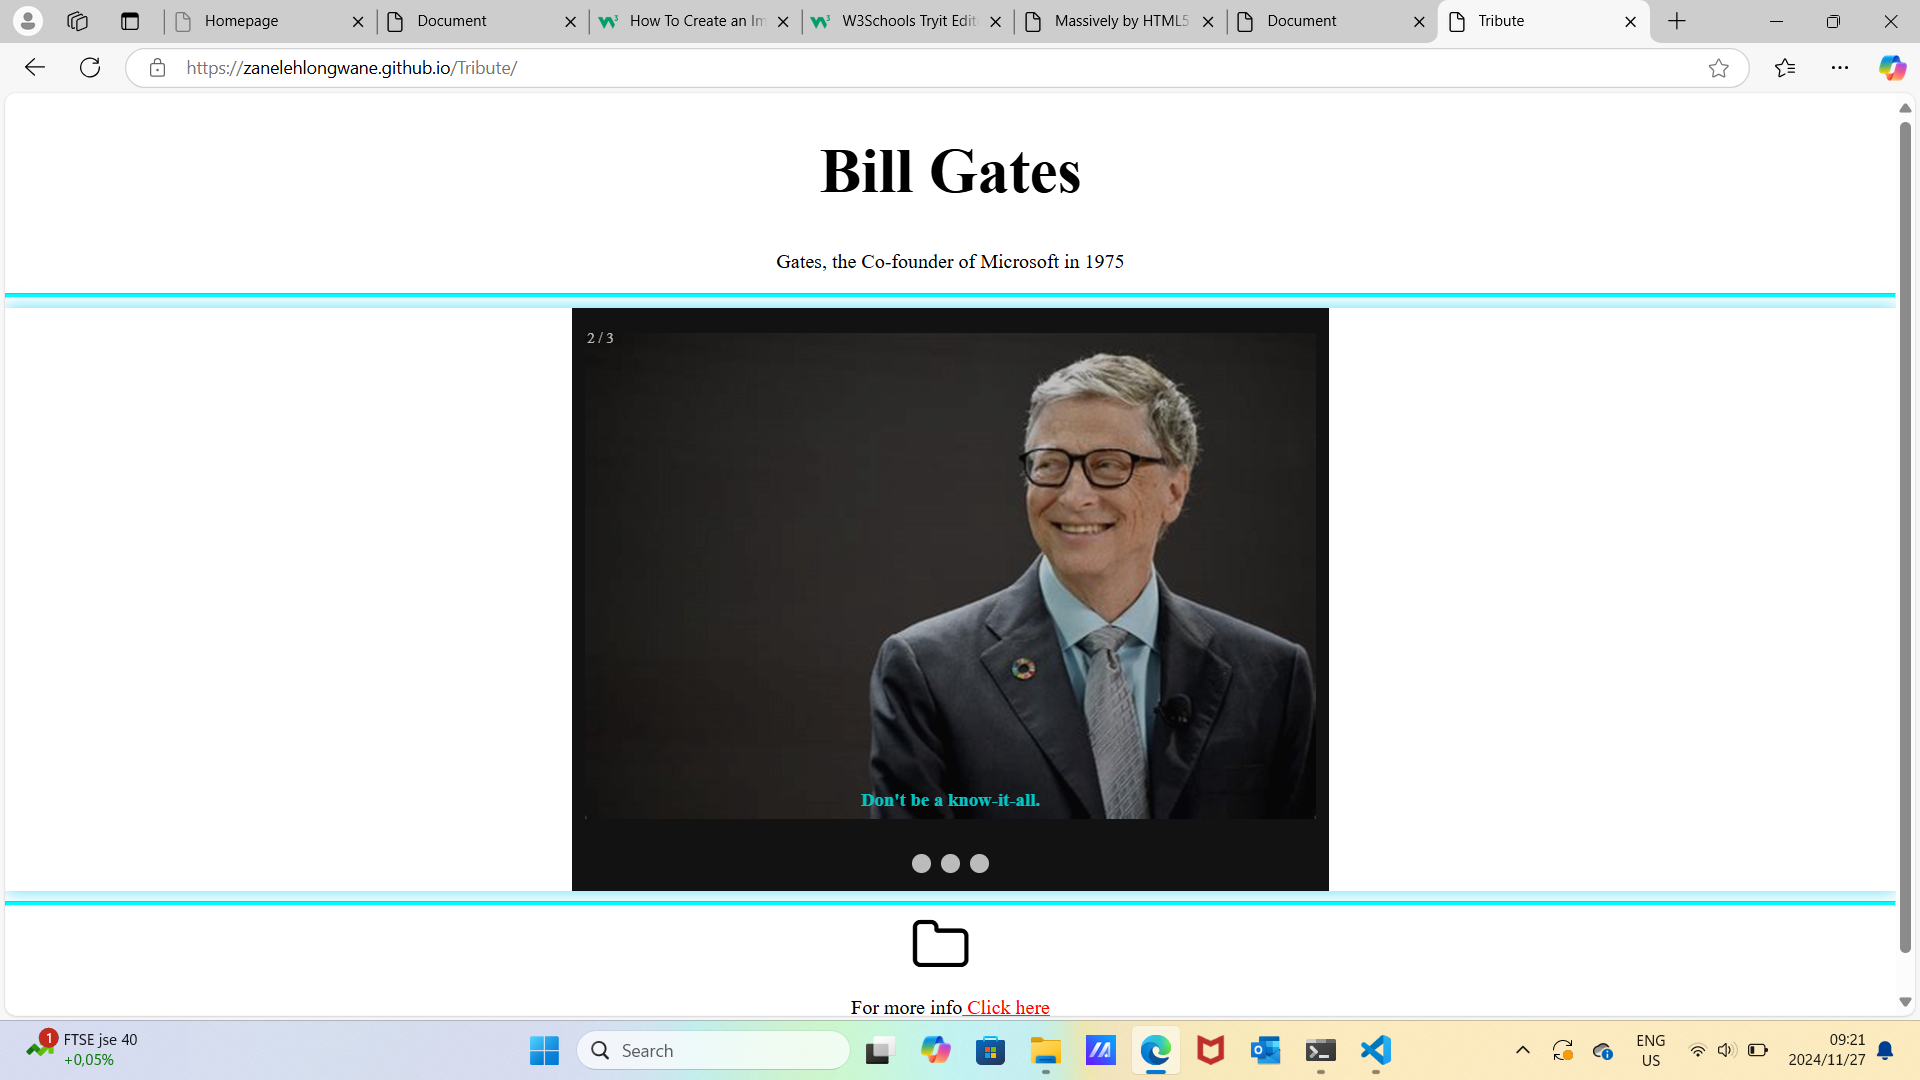 Homepage
Document
How To Create an Im
W3Schools Tryit Edit
Massively by HTML5
Document
Tribute
https://zanelehlongwane.github.io/Tribute/
Bill Gates
Gates, the Co-founder of Microsoft in 1975
2 / 3
Don't be a know-it-all.
For more info Click here
1
FTSE jse 40
+0,05%
Search
ENG
US
09:21
2024/11/27